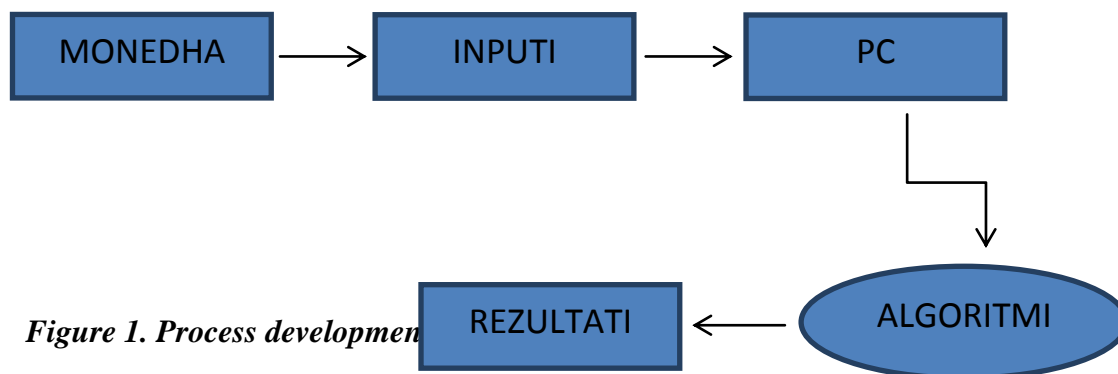 MONEDHA
INPUTI
PC
ALGORITMI
REZULTATI
Figure 1. Process developmen